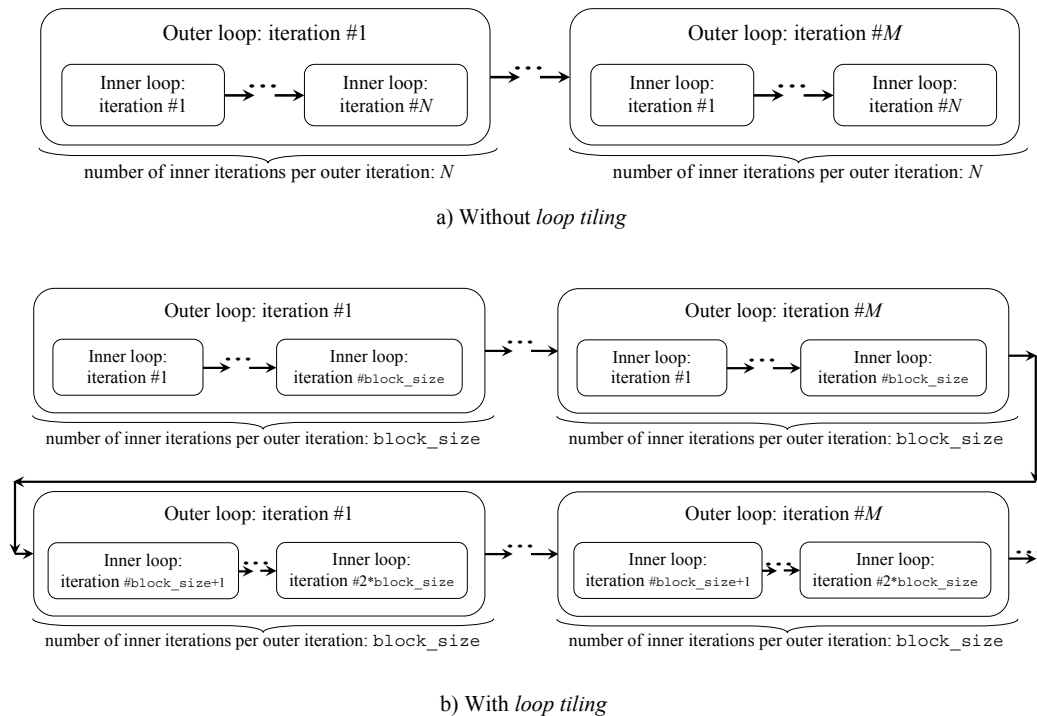 Outer loop: iteration #1
Inner loop:
iteration #1
...
Inner loop:
iteration #N
number of inner iterations per outer iteration: N
...
Outer loop: iteration #M
Inner loop:
iteration #1
...
Inner loop:
iteration #N
number of inner iterations per outer iteration: N
a) Without loop tiling
Outer loop: iteration #1
Inner loop:
iteration #1
...
Inner loop:
iteration #block_size
number of inner iterations per outer iteration: block_size
...
Outer loop: iteration #M
Inner loop:
iteration #1
...
Inner loop:
iteration #block_size
number of inner iterations per outer iteration: block_size
Outer loop: iteration #1
Inner loop:
iteration #block_size+1
...
Inner loop:
iteration #2*block_size
number of inner iterations per outer iteration: block_size
...
Outer loop: iteration #M
Inner loop:
iteration #block_size+1
...
Inner loop:
iteration #2*block_size
...
number of inner iterations per outer iteration: block_size
b) With loop tiling